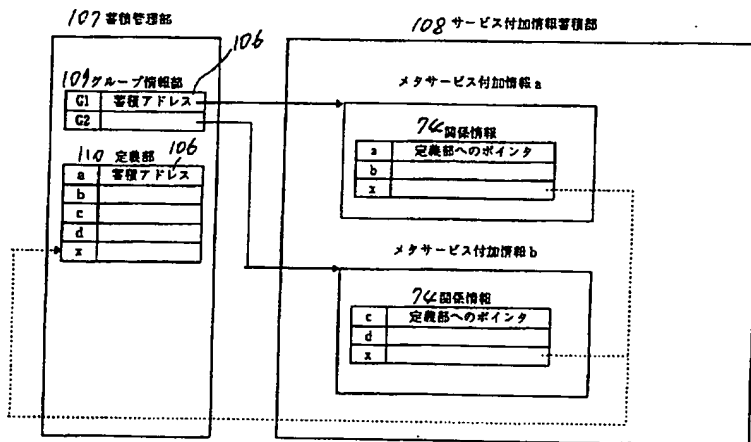 107 蓄積管理部
106
109 グループ情報部
G1 蓄積アドレス
G2
110 定義部
106
a 蓄積アドレス
b
c
d
x
108 サービス付加情報蓄積部
メタサービス付加情報a
74 関係情報
a 定義部へのポインタ
b
x
メタサービス付加情報b
74 関係情報
c 定義部へのポインタ
d
x